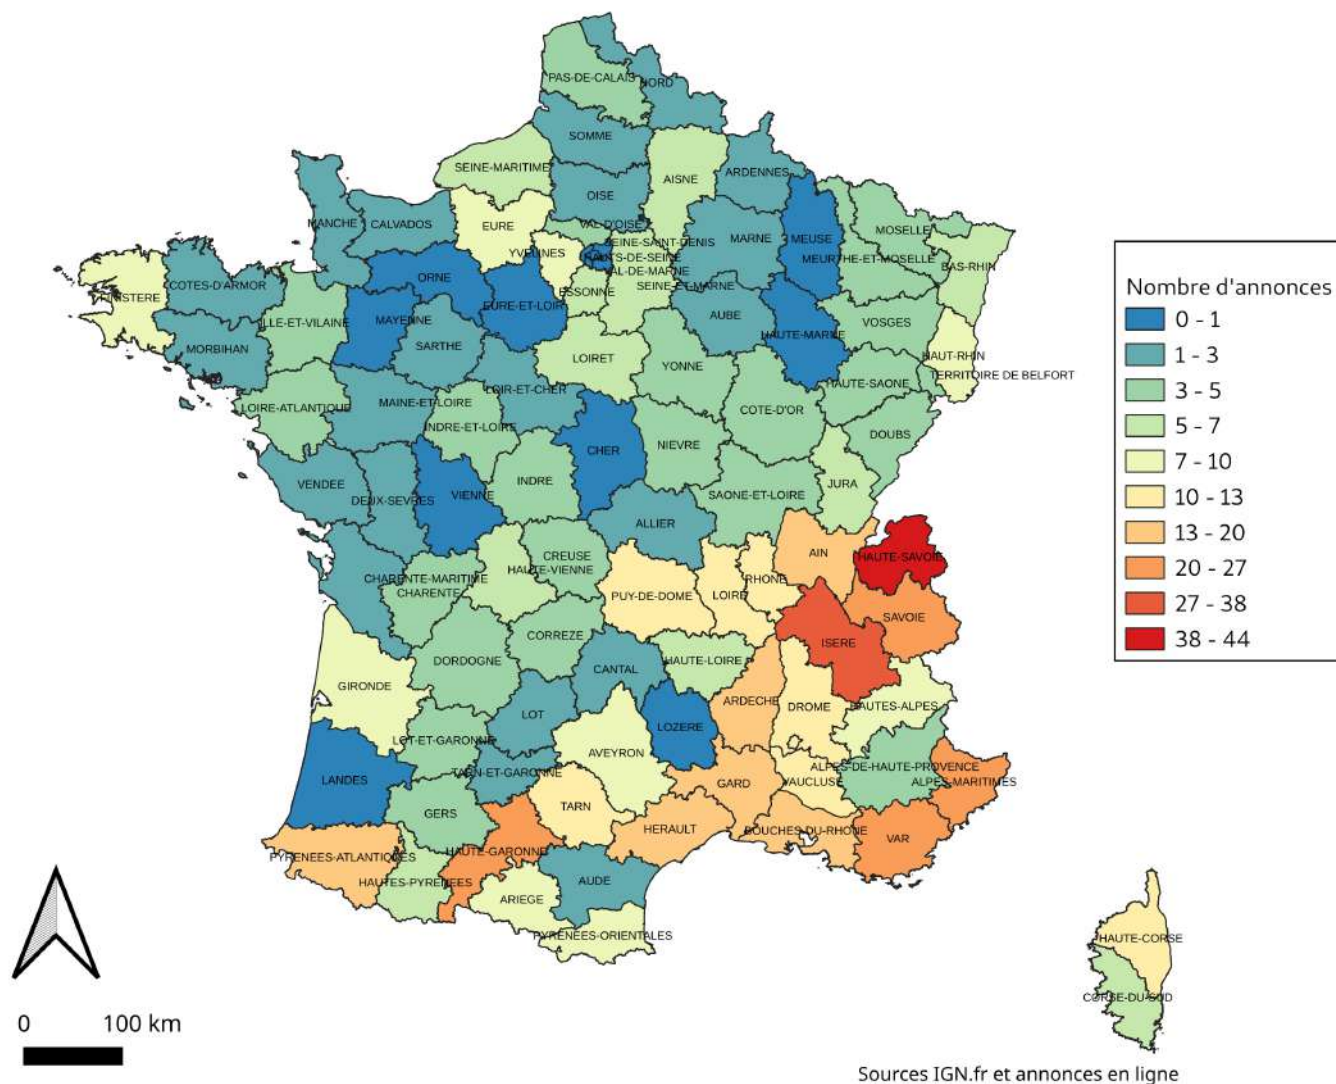 PAS-DE-CALAIS
NORD
SOMME
SEINE-MARITIME
AISNE
ARDENNES
OISE
MANCHE
CALVADOS
EURE
VAL-D'OISE
MOSELLE
SEINE-SAINT-DENIS
MARNE
MEUSE
YVELINES
HAUTS-DE-SEINE
MEURTHE-ET-MOSELLE
BAS-RHIN
VAL-DE-MARNE
ORNE
COTES-D'ARMOR
FINISTERE
ESSONNE
SEINE-ET-MARNE
EURE-ET-LOIR
ILLE-ET-VILAINE
MAYENNE
AUBE
VOSGES
HAUTE-MARNE
SARTHE
MORBIHAN
LOIRET
HAUT-RHIN
YONNE
TERRITOIRE DE BELFORT
HAUTE-SAONE
LOIR-ET-CHER
MAINE-ET-LOIRE
LOIRE-ATLANTIQUE
COTE-D'OR
INDRE-ET-LOIRE
DOUBS
NIEVRE
CHER
INDRE
VENDEE
JURA
DEUX-SEVRES
VIENNE
SAONE-ET-LOIRE
ALLIER
AIN
CREUSE
HAUTE-SAVOIE
HAUTE-VIENNE
CHARENTE-MARITIME
RHONE
CHARENTE
PUY-DE-DOME
LOIRE
SAVOIE
CORREZE
ISERE
DORDOGNE
HAUTE-LOIRE
CANTAL
GIRONDE
ARDECHE
DROME
HAUTES-ALPES
LOT
LOZERE
LOT-ET-GARONNE
AVEYRON
ALPES-DE-HAUTE-PROVENCE
TARN-ET-GARONNE
LANDES
VAUCLUSE
ALPES-MARITIMES
GARD
TARN
GERS
HERAULT
BOUCHES-DU-RHONE
VAR
HAUTE-GARONNE
PYRENEES-ATLANTIQUES
HAUTES-PYRENEES
AUDE
ARIEGE
PYRENEES-ORIENTALES
HAUTE-CORSE
CORSE-DU-SUD
Nombre d'annonces
0 - 1
1 - 3
3 - 5
5 - 7
7 - 10
10 - 13
13 - 20
20 - 27
27 - 38
38 - 44
0 100 km
Sources IGN.fr et annonces en ligne